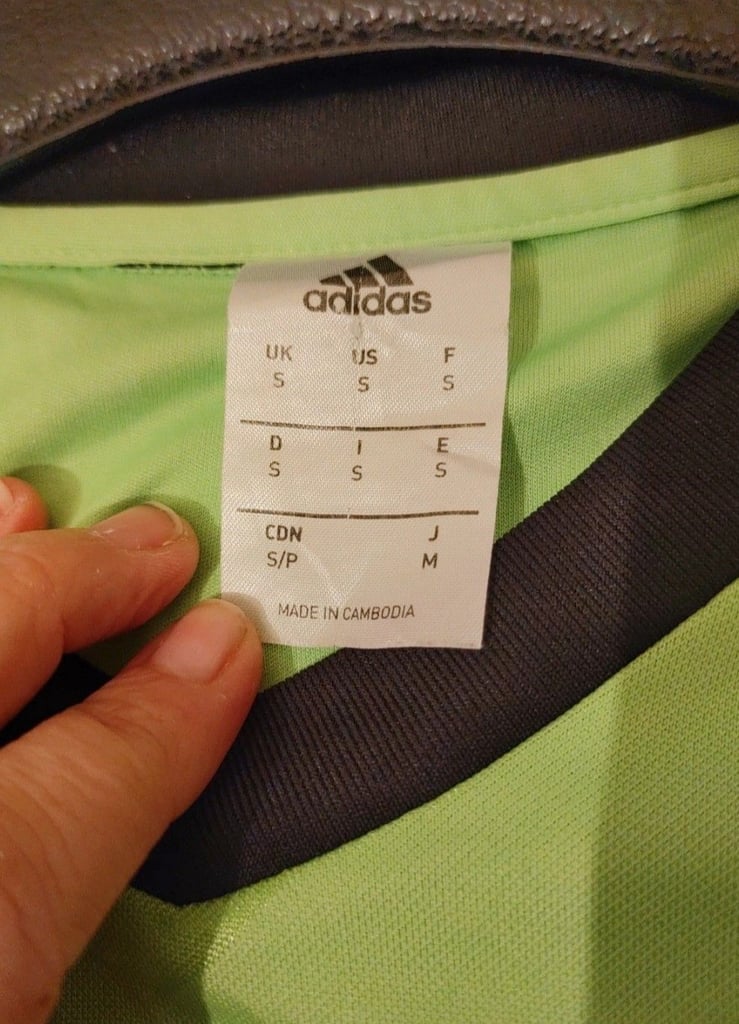 adidas
UK US F
S S S
D I E
S S S
CDN J
S/P M
MADE IN CAMBODIA